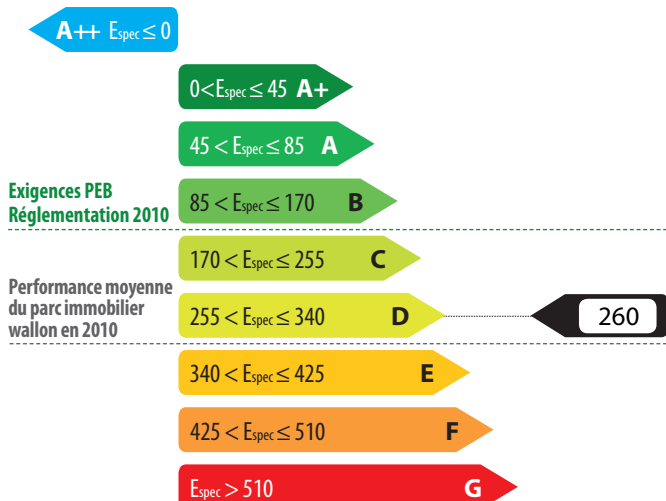 A++ Espec ≤ 0
0 < Espec ≤ 45 A+
45 < Espec ≤ 85 A
Exigences PEB
Réglementation 2010
85 < Espec ≤ 170 B
170 < Espec ≤ 255 C
Performance moyenne
du parc immobilier
wallon en 2010
255 < Espec ≤ 340 D
260
340 < Espec ≤ 425 E
425 < Espec ≤ 510 F
Espec > 510 G